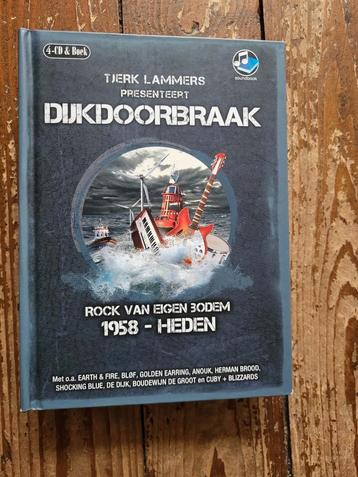 4-CD & Boek
soundbook
TJERK LAMMERS
PRESENTEERT
DIJKDOORBRAAK
ROCK VAN EIGEN BODEM
1958 - HEDEN
Met o.a. EARTH & FIRE, BLØF, GOLDEN EARRING, ANOUK, HERMAN BROOD,
SHOCKING BLUE, DE DIJK, BOUDEWIJN DE GROOT en CUBY + BLIZZARDS